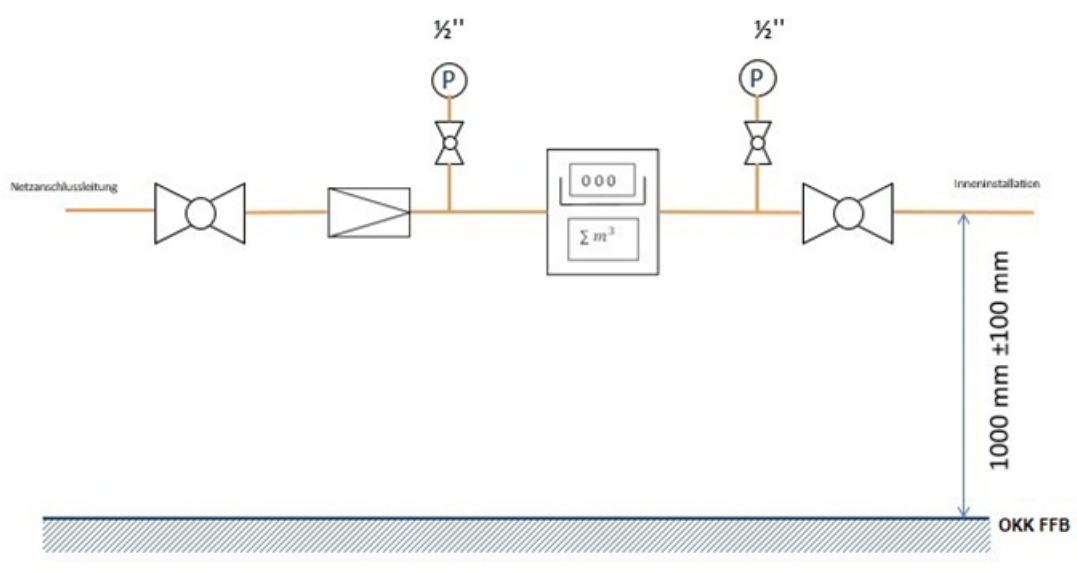 ½''
½''
P
P
Netzanschlussleitung
Inneninstallation
000
∑ m³
1000 mm ±100 mm
OKK FFB